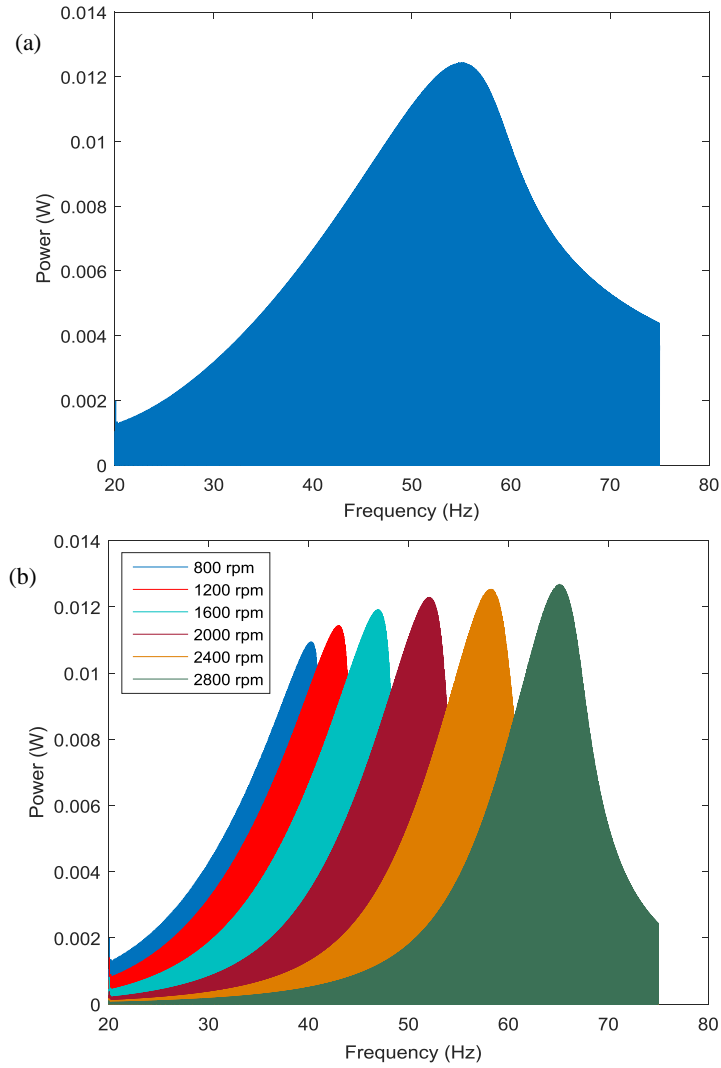 (a)
0.014
0.012
0.01
0.008
0.006
0.004
0.002
0
Power (W)
20 30 40 50 60 70 80
Frequency (Hz)
(b)
0.014
0.012
0.01
0.008
0.006
0.004
0.002
0
Power (W)
800 rpm
1200 rpm
1600 rpm
2000 rpm
2400 rpm
2800 rpm
20 30 40 50 60 70 80
Frequency (Hz)